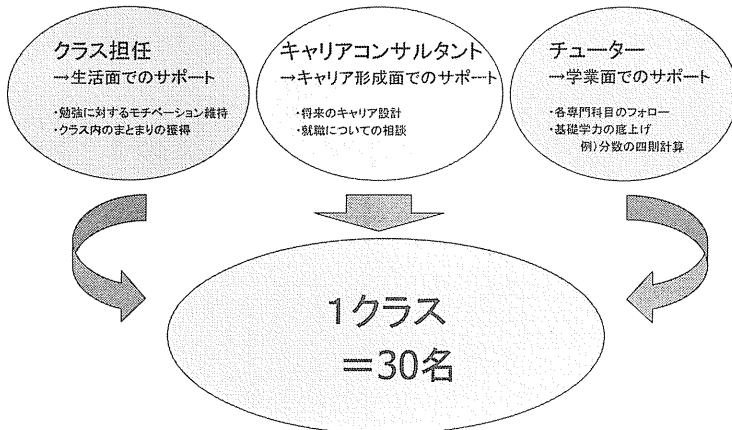 クラス担任
→生活面でのサポート
・勉強に対するモチベーション維持
・クラス内のまとまりの獲得
キャリアコンサルタント
→キャリア形成面でのサポート
・将来のキャリア設計
・就職についての相談
チューター
→学業面でのサポート
・各専門科目のフォロー
・基礎学力の底上げ
例)分数の四則計算
1クラス
＝30名